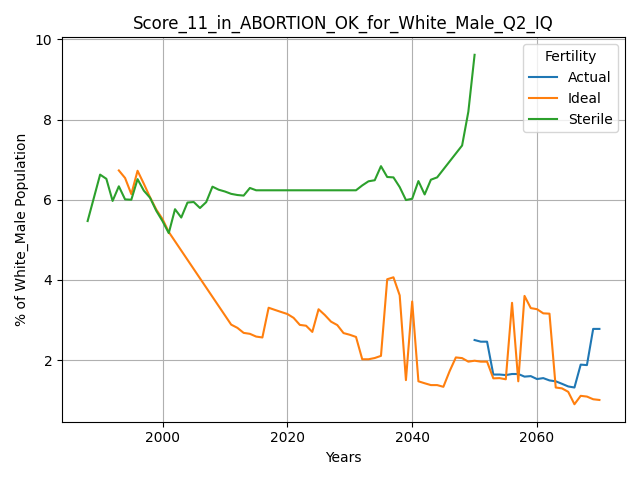 Score_11_in_ABORTION_OK_for_White_Male_Q2_IQ
% of White_Male Population
10
8
6
4
2
Fertility
Actual
Ideal
Sterile
2000
2020
2040
2060
Years